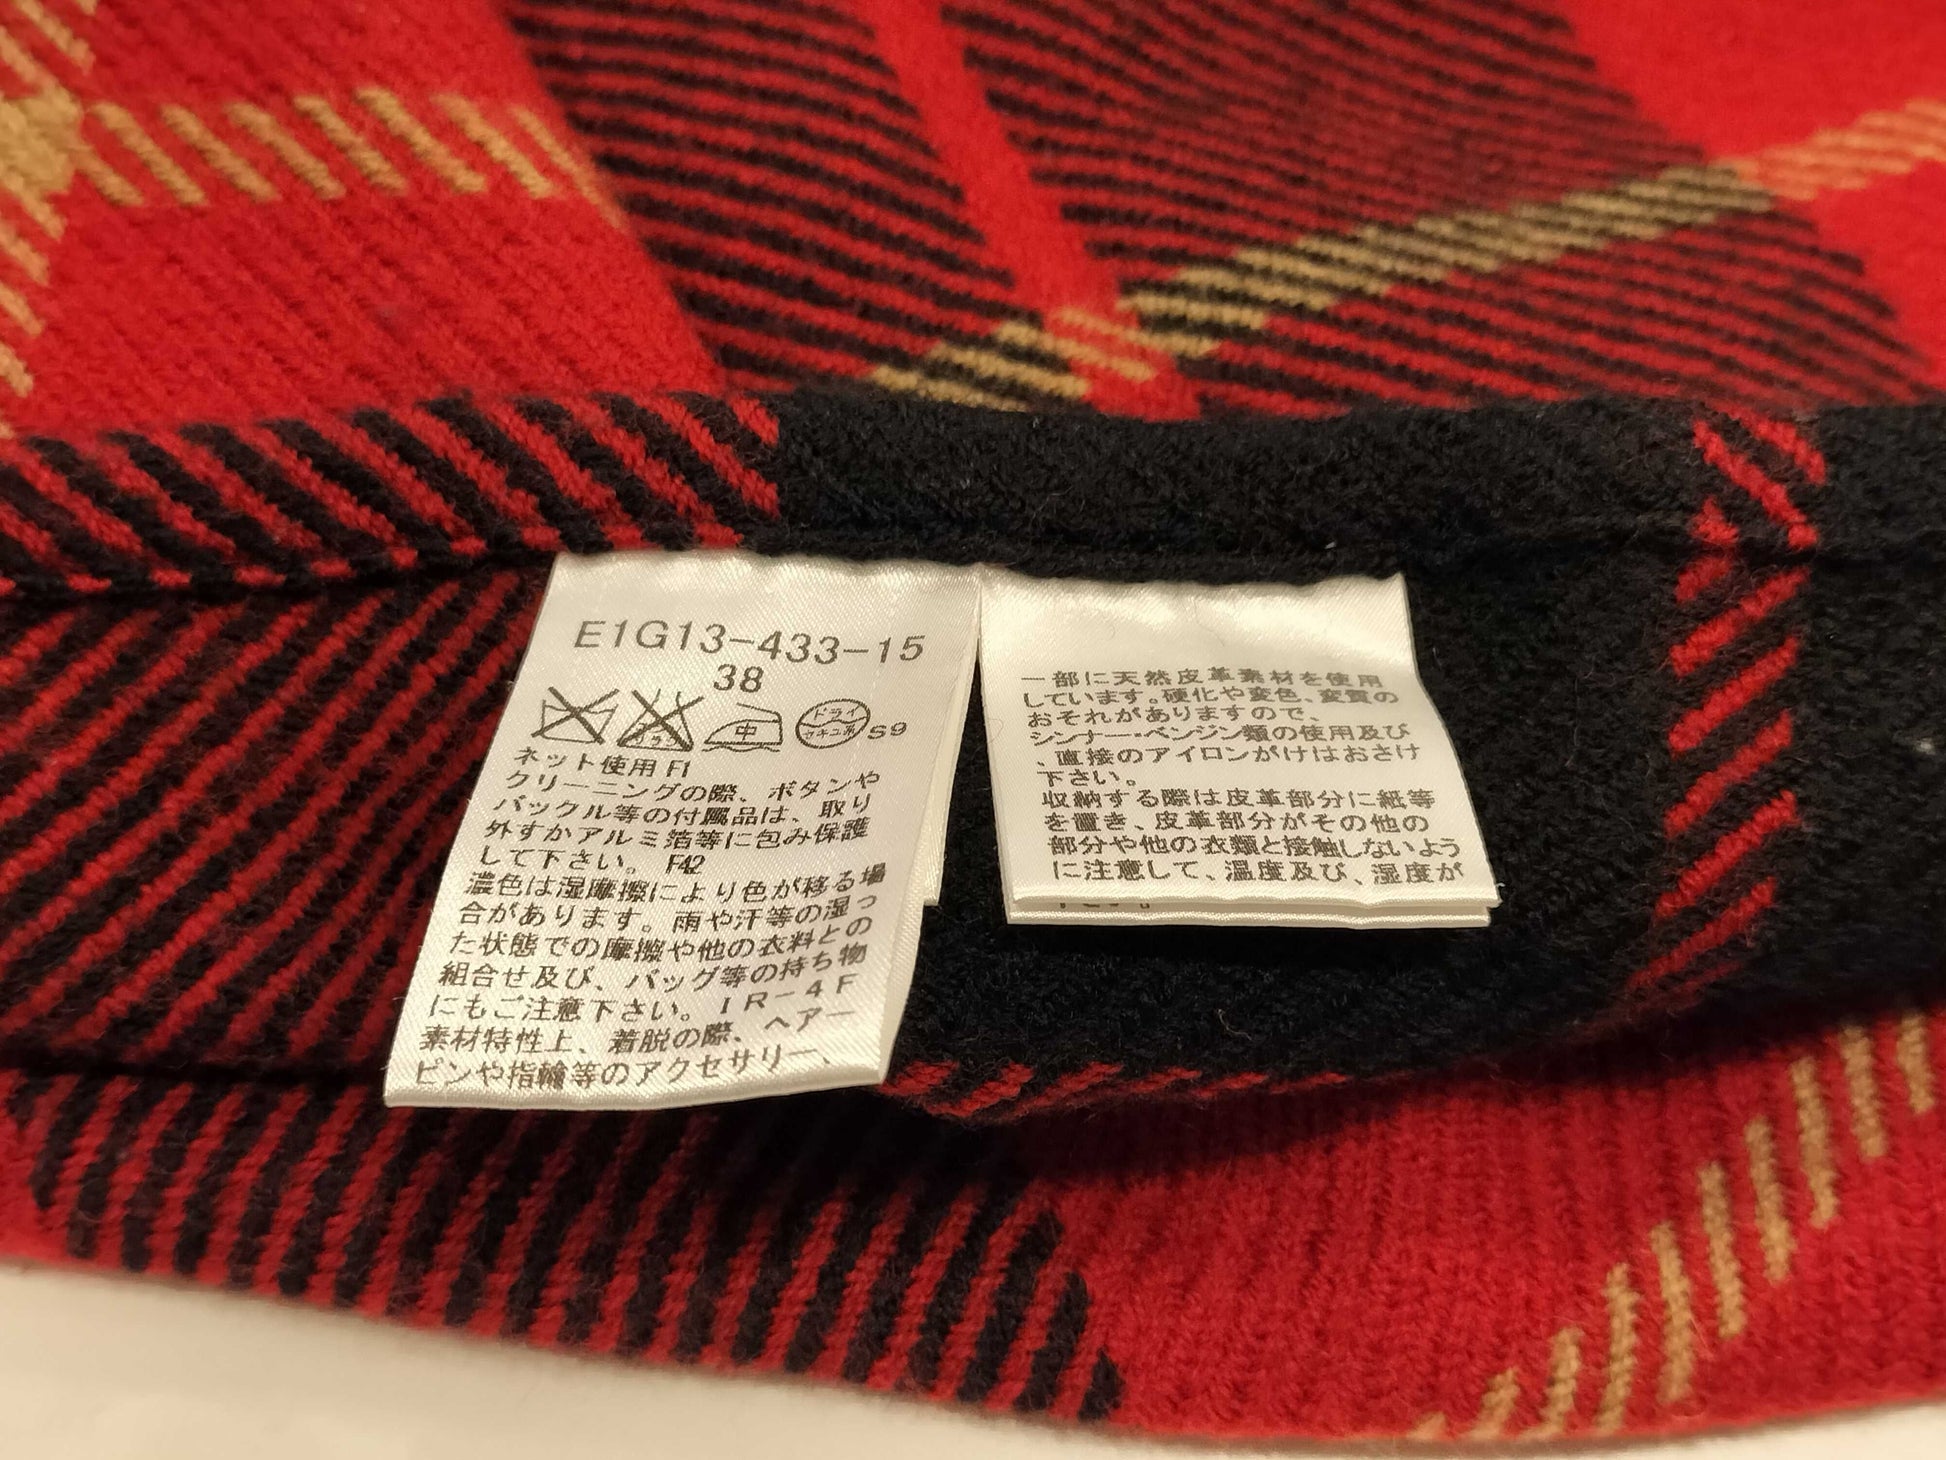 E1G13-433-15
38
エンソ
サラシ
中
ドライ
セキユ系
S9
ネット使用 F1
クリーニングの際、ボタンや
バックル等の付属品は、取り
外すかアルミ箔等に包み保護
して下さい。 F42
濃色は湿摩擦により色が移る場
合があります。雨や汗等の湿っ
た状態での摩擦や他の衣料との
組合せ及び、バッグ等の持ち物
にもご注意下さい。IR-4F
素材特性上、着脱の際、ヘアー
ピンや指輪等のアクセサリー、
一部に天然皮革素材を使用
しています。硬化や変色、変質の
おそれがありますので、
シンナー・ベンジン類の使用及び
、直接のアイロンがけはおさけ
下さい。
収納する際は皮革部分に紙等
を置き、皮革部分がその他の
部分や他の衣類と接触しないよう
に注意して、温度及び、湿度が